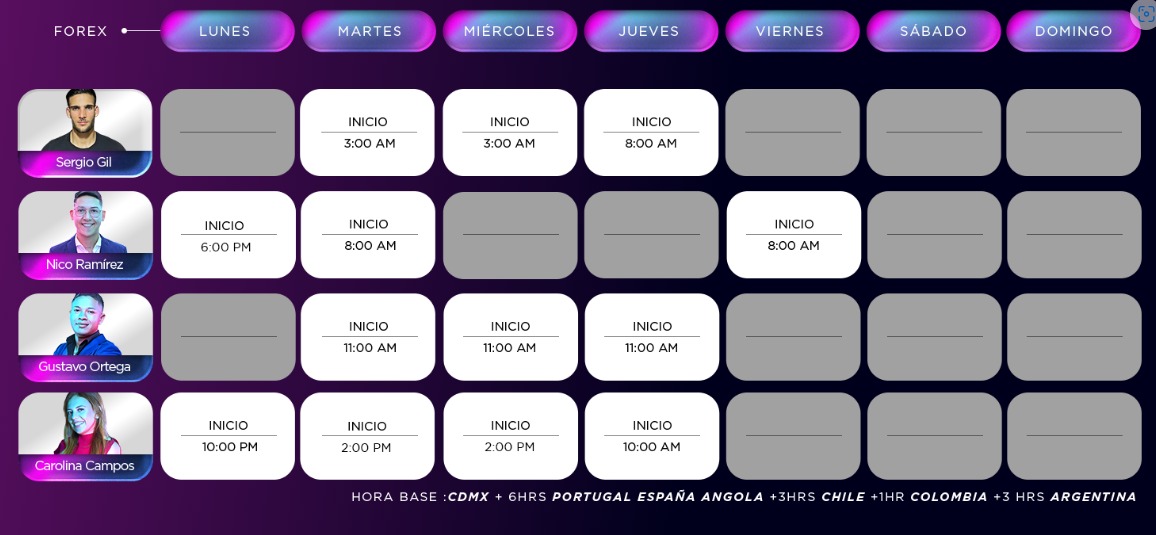 FOREX LUNES MARTES MIÉRCOLES JUEVES VIERNES SÁBADO DOMINGO
INICIO INICIO INICIO
3:00 AM 3:00 AM 8:00 AM
Sergio Gil
INICIO INICIO INICIO
6:00 PM 8:00 AM 8:00 AM
Nico Ramírez
INICIO INICIO INICIO
11:00 AM 11:00 AM 11:00 AM
Gustavo Ortega
INICIO INICIO INICIO INICIO
10:00 PM 2:00 PM 2:00 PM 10:00 AM
Carolina Campos
HORA BASE :CDMX + 6HRS PORTUGAL ESPAÑA ANGOLA +3HRS CHILE +1HR COLOMBIA +3 HRS ARGENTINA